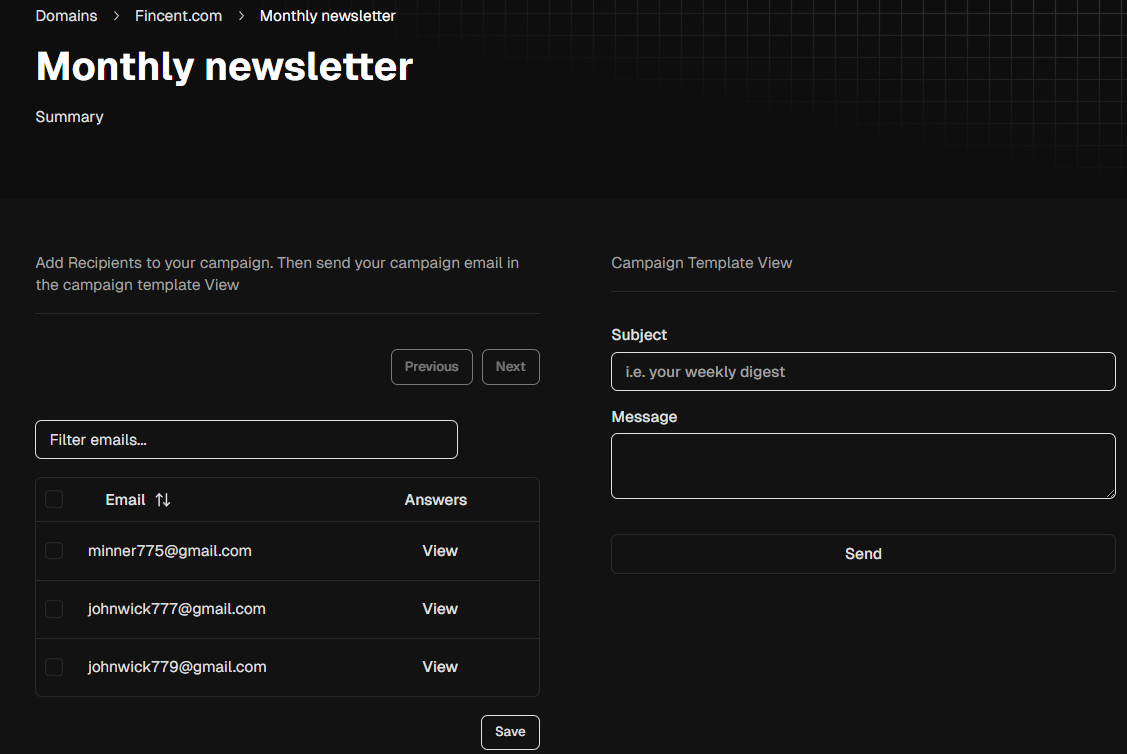 Domains > Fincent.com > Monthly newsletter
Monthly newsletter
Summary
Add Recipients to your campaign. Then send your campaign email in
the campaign template View
Previous Next
Filter emails...
Email Answers
minner775@gmail.com View
johnwick777@gmail.com View
johnwick779@gmail.com View
Save
Campaign Template View
Subject
i.e. your weekly digest
Message
Send